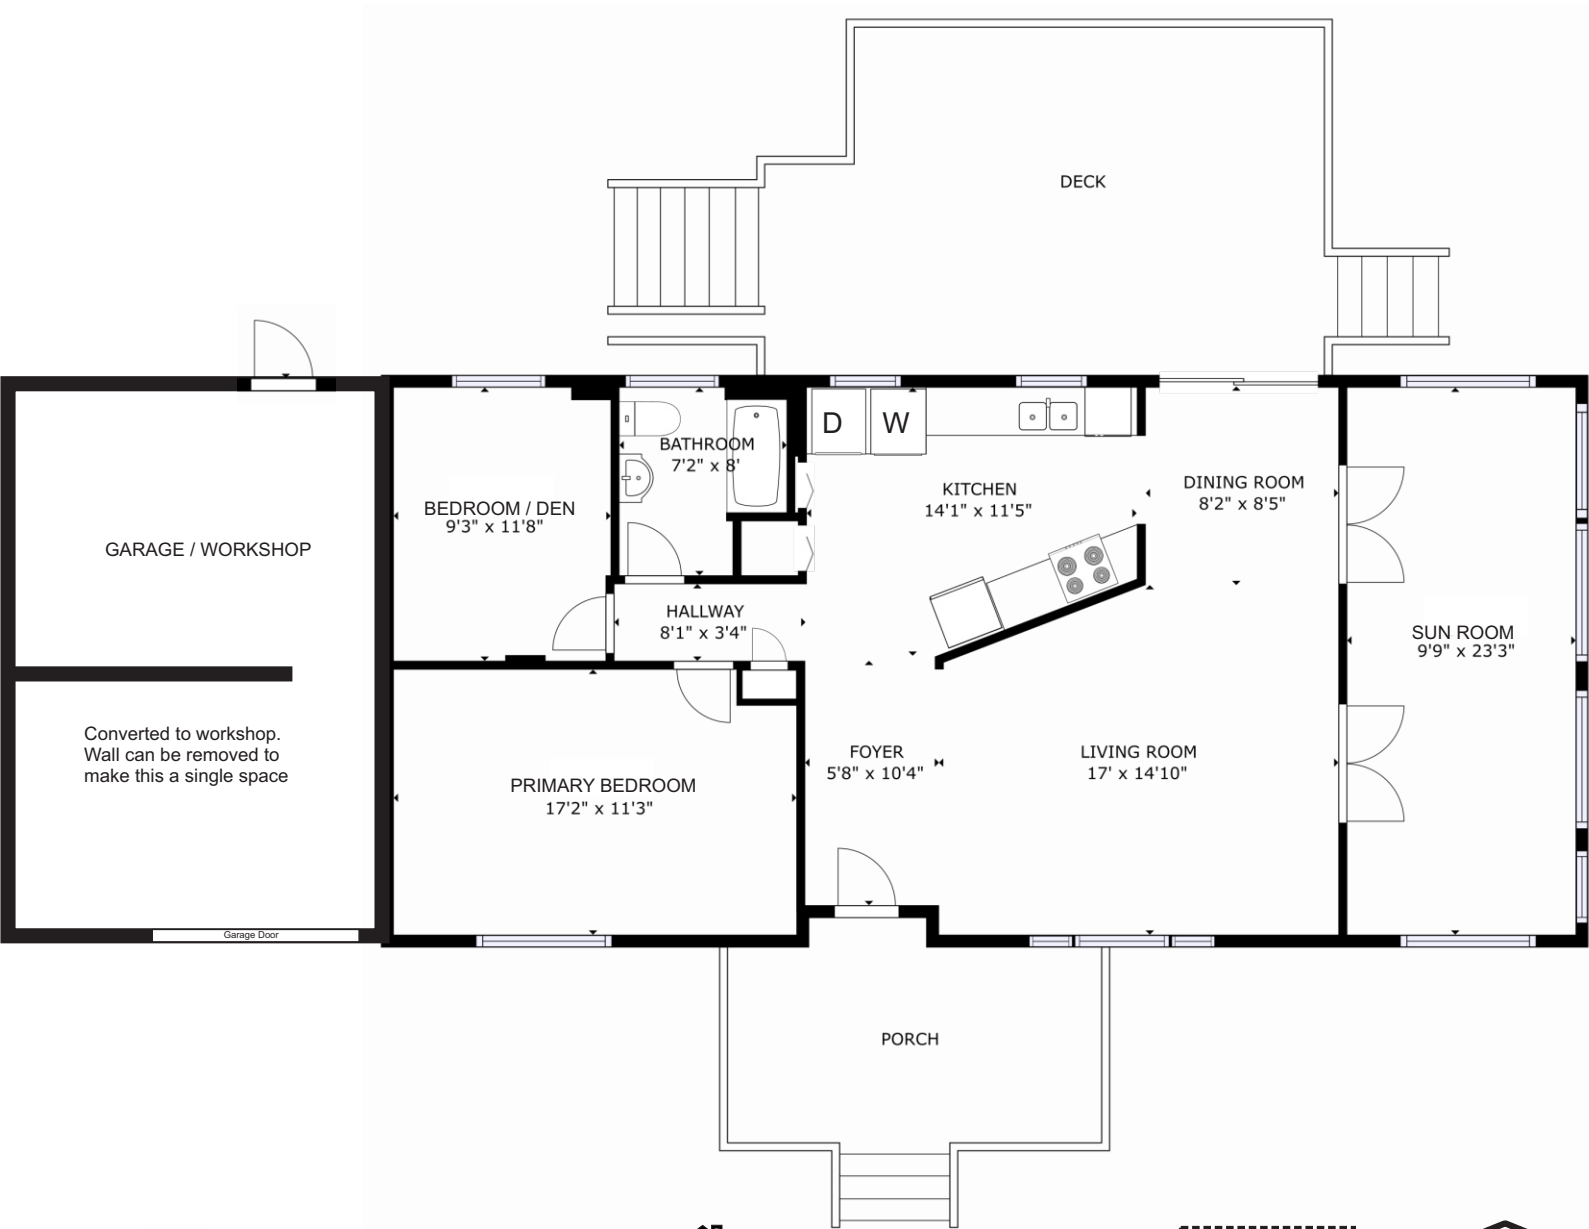 DECK
D
W
BATHROOM
7'2" x 8'
KITCHEN
14'1" x 11'5"
DINING ROOM
8'2" x 8'5"
BEDROOM / DEN
9'3" x 11'8"
GARAGE / WORKSHOP
HALLWAY
8'1" x 3'4"
SUN ROOM
9'9" x 23'3"
Converted to workshop.
Wall can be removed to
make this a single space
FOYER
5'8" x 10'4"
LIVING ROOM
17' x 14'10"
PRIMARY BEDROOM
17'2" x 11'3"
Garage Door
PORCH